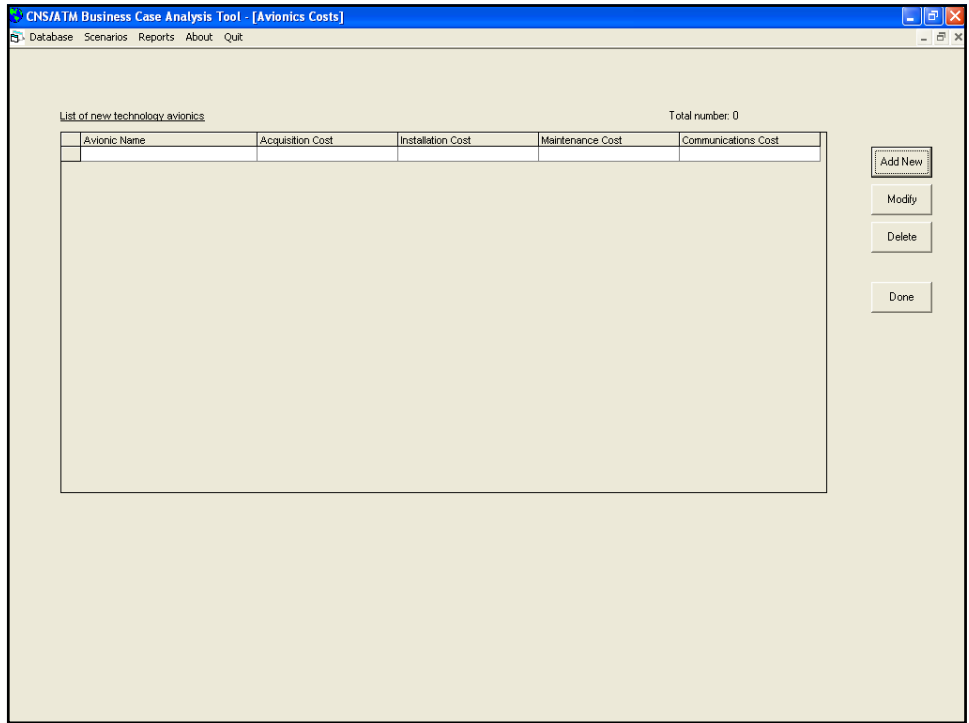 CNS/ATM Business Case Analysis Tool - [Avionics Costs]
Database Scenarios Reports About Quit
List of new technology avionics Total number: 0
Avionic Name Acquisition Cost Installation Cost Maintenance Cost Communications Cost
Add New
Modify
Delete
Done